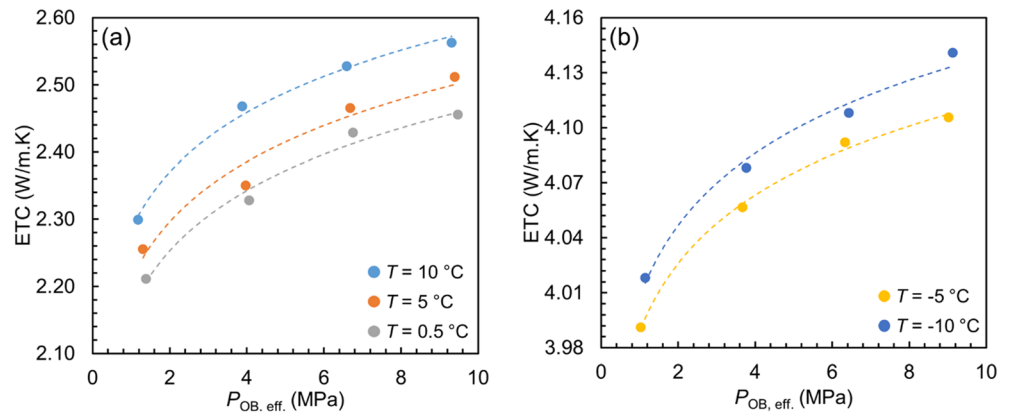 (a)
ETC (W/m.K)
2.60
2.50
2.40
2.30
2.20
2.10
0 2 4 6 8 10
P_OB, eff. (MPa)
T = 10 °C
T = 5 °C
T = 0.5 °C
(b)
ETC (W/m.K)
4.16
4.13
4.10
4.07
4.04
4.01
3.98
0 2 4 6 8 10
P_OB, eff. (MPa)
T = -5 °C
T = -10 °C